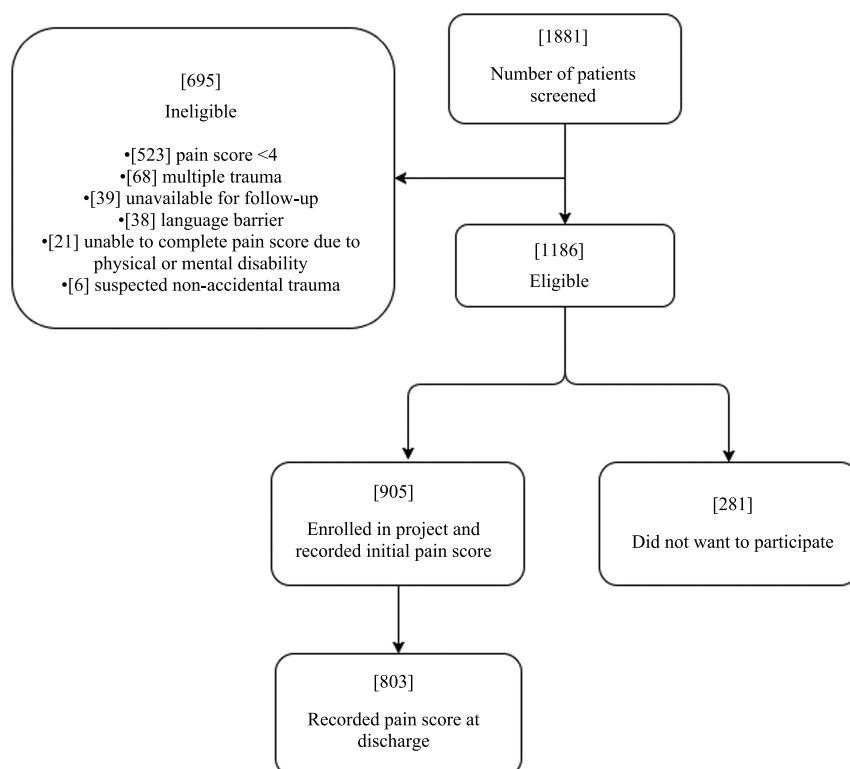 [1881]
Number of patients
screened
[695]
Ineligible
•[523] pain score <4
•[68] multiple trauma
•[39] unavailable for follow-up
•[38] language barrier
•[21] unable to complete pain score due to
physical or mental disability
•[6] suspected non-accidental trauma
[1186]
Eligible
[905]
Enrolled in project and
recorded initial pain score
[281]
Did not want to participate
[803]
Recorded pain score at
discharge